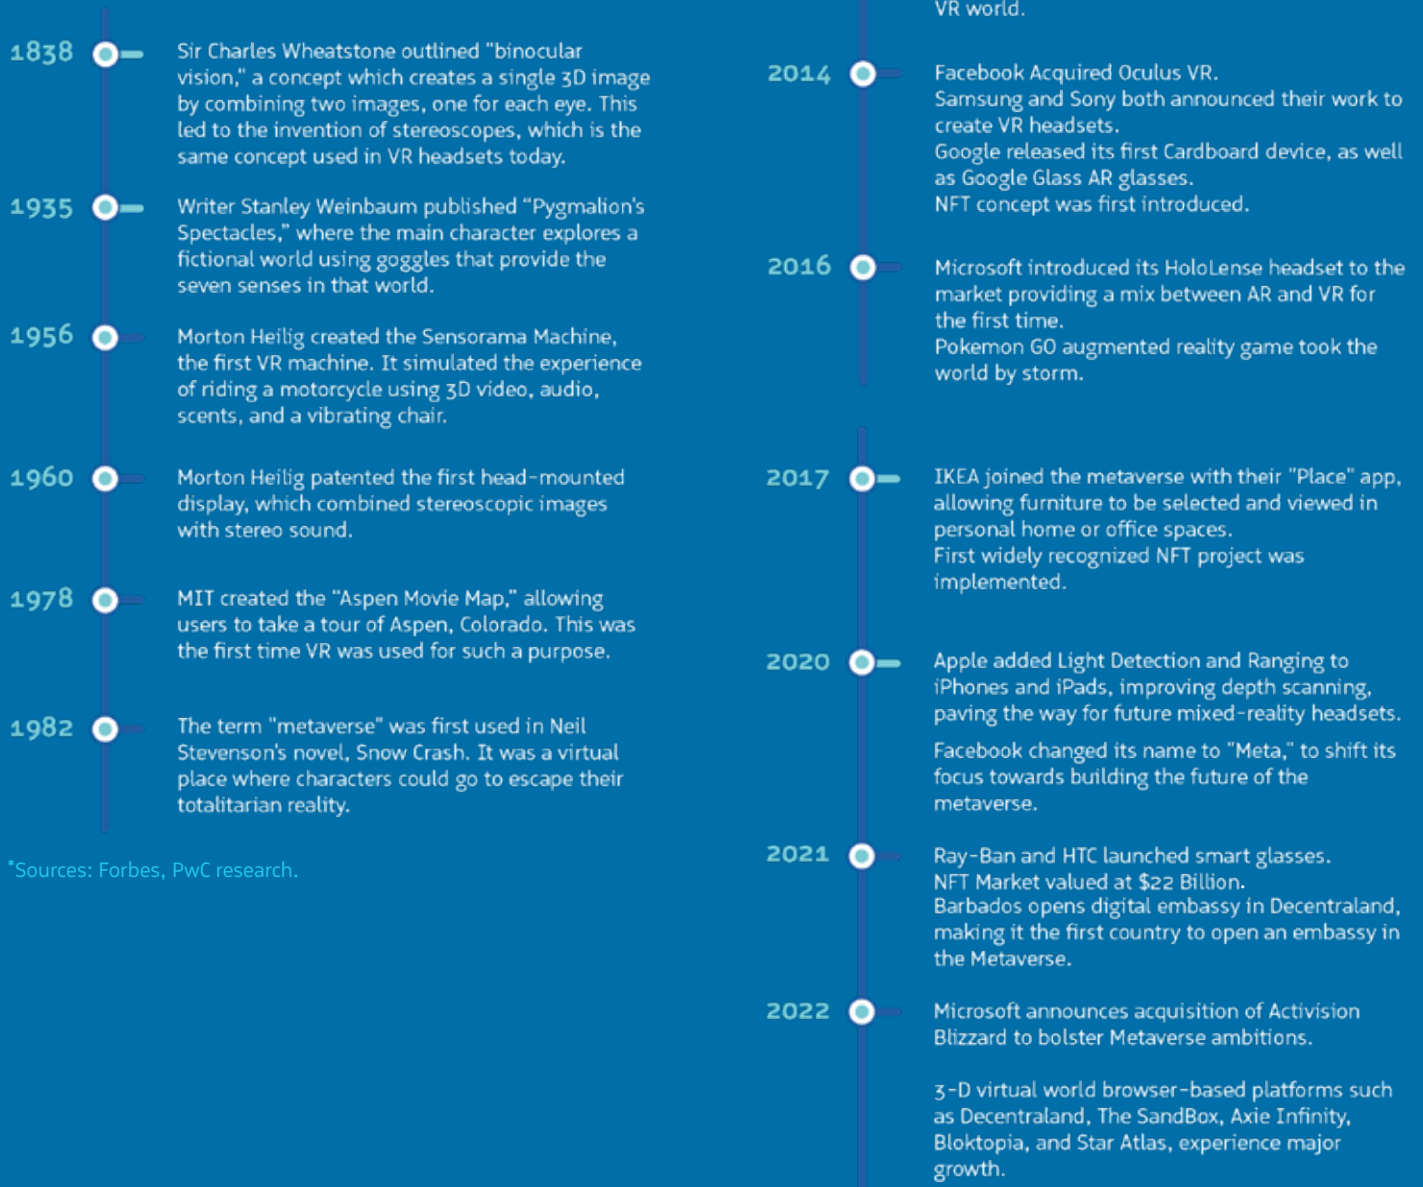 1838
Sir Charles Wheatstone outlined "binocular
vision," a concept which creates a single 3D image
by combining two images, one for each eye. This
led to the invention of stereoscopes, which is the
same concept used in VR headsets today.
1935
Writer Stanley Weinbaum published “Pygmalion's
Spectacles,” where the main character explores a
fictional world using goggles that provide the
seven senses in that world.
1956
Morton Heilig created the Sensorama Machine,
the first VR machine. It simulated the experience
of riding a motorcycle using 3D video, audio,
scents, and a vibrating chair.
1960
Morton Heilig patented the first head-mounted
display, which combined stereoscopic images
with stereo sound.
1978
MIT created the “Aspen Movie Map,” allowing
users to take a tour of Aspen, Colorado. This was
the first time VR was used for such a purpose.
1982
The term "metaverse" was first used in Neil
Stevenson's novel, Snow Crash. It was a virtual
place where characters could go to escape their
totalitarian reality.
*Sources: Forbes, PwC research.
VR world.
2014
Facebook Acquired Oculus VR.
Samsung and Sony both announced their work to
create VR headsets.
Google released its first Cardboard device, as well
as Google Glass AR glasses.
NFT concept was first introduced.
2016
Microsoft introduced its HoloLense headset to the
market providing a mix between AR and VR for
the first time.
Pokemon GO augmented reality game took the
world by storm.
2017
IKEA joined the metaverse with their "Place" app,
allowing furniture to be selected and viewed in
personal home or office spaces.
First widely recognized NFT project was
implemented.
2020
Apple added Light Detection and Ranging to
iPhones and iPads, improving depth scanning,
paving the way for future mixed-reality headsets.
Facebook changed its name to "Meta," to shift its
focus towards building the future of the
metaverse.
2021
Ray-Ban and HTC launched smart glasses.
NFT Market valued at $22 Billion.
Barbados opens digital embassy in Decentraland,
making it the first country to open an embassy in
the Metaverse.
2022
Microsoft announces acquisition of Activision
Blizzard to bolster Metaverse ambitions.
3-D virtual world browser-based platforms such
as Decentraland, The SandBox, Axie Infinity,
Bloktopia, and Star Atlas, experience major
growth.